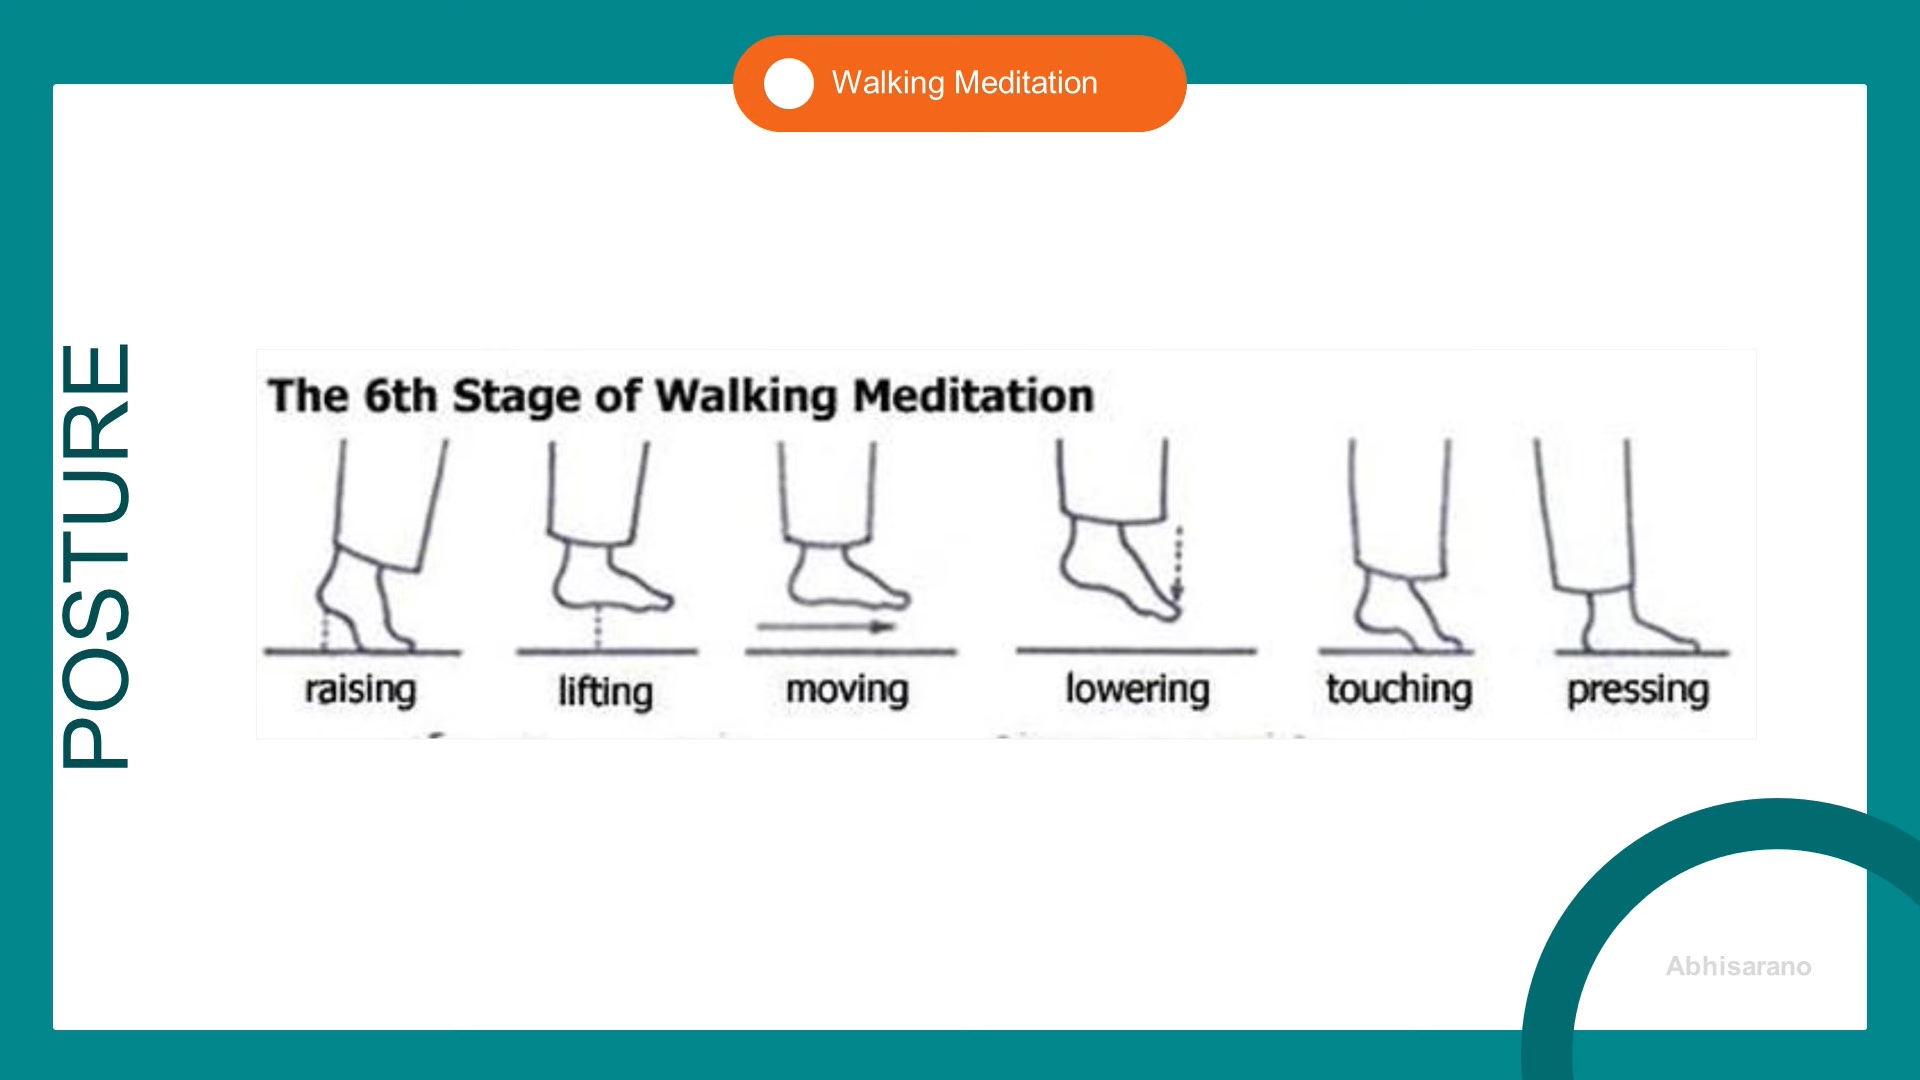 Walking Meditation
POSTURE
The 6th Stage of Walking Meditation
raising lifting moving lowering touching pressing
Abhisarano